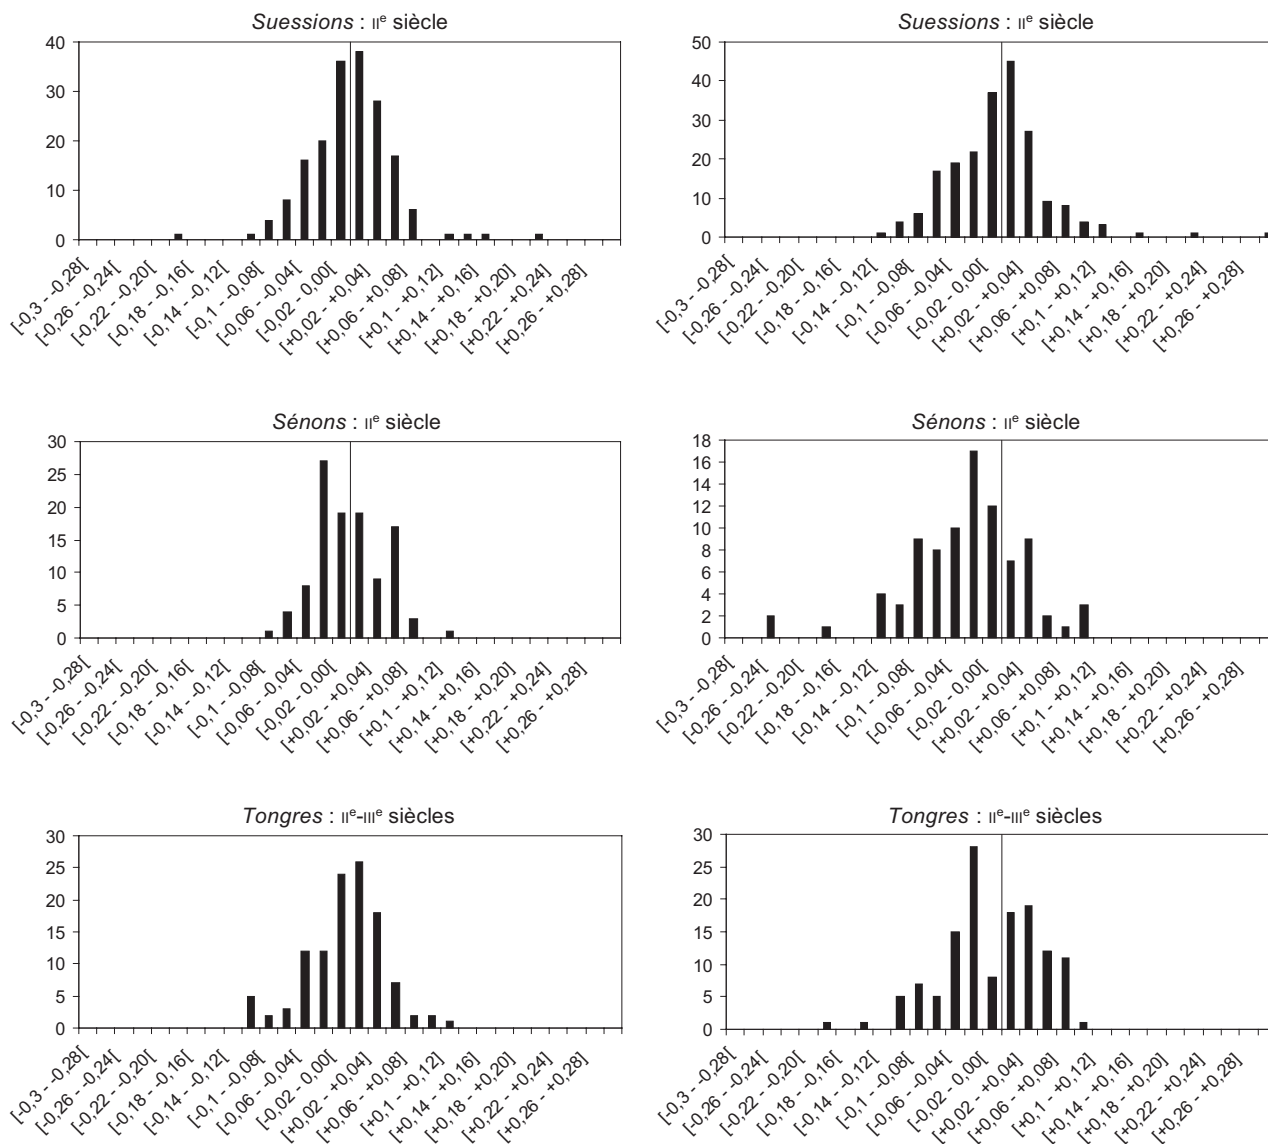 Suessions : IIᵉ siècle
40
30
20
10
0
[-0,3 - -0,28[
[-0,26 - -0,24[
[-0,22 - -0,20[
[-0,18 - -0,16[
[-0,14 - -0,12[
[-0,1 - -0,08[
[-0,06 - -0,04[
[-0,02 - 0,00[
[+0,02 - +0,04]
[+0,06 - +0,08]
[+0,1 - +0,12]
[+0,14 - +0,16]
[+0,18 - +0,20]
[+0,22 - +0,24]
[+0,26 - +0,28]
Suessions : IIᵉ siècle
50
40
30
20
10
0
[-0,3 - -0,28[
[-0,26 - -0,24[
[-0,22 - -0,20[
[-0,18 - -0,16[
[-0,14 - -0,12[
[-0,1 - -0,08[
[-0,06 - -0,04[
[-0,02 - 0,00[
[+0,02 - +0,04]
[+0,06 - +0,08]
[+0,1 - +0,12]
[+0,14 - +0,16]
[+0,18 - +0,20]
[+0,22 - +0,24]
[+0,26 - +0,28]
Sénons : IIᵉ siècle
30
25
20
15
10
5
0
[-0,3 - -0,28[
[-0,26 - -0,24[
[-0,22 - -0,20[
[-0,18 - -0,16[
[-0,14 - -0,12[
[-0,1 - -0,08[
[-0,06 - -0,04[
[-0,02 - 0,00[
[+0,02 - +0,04]
[+0,06 - +0,08]
[+0,1 - +0,12]
[+0,14 - +0,16]
[+0,18 - +0,20]
[+0,22 - +0,24]
[+0,26 - +0,28]
Sénons : IIᵉ siècle
18
16
14
12
10
8
6
4
2
0
[-0,3 - -0,28[
[-0,26 - -0,24[
[-0,22 - -0,20[
[-0,18 - -0,16[
[-0,14 - -0,12[
[-0,1 - -0,08[
[-0,06 - -0,04[
[-0,02 - 0,00[
[+0,02 - +0,04]
[+0,06 - +0,08]
[+0,1 - +0,12]
[+0,14 - +0,16]
[+0,18 - +0,20]
[+0,22 - +0,24]
[+0,26 - +0,28]
Tongres : IIᵉ-IIIᵉ siècles
30
25
20
15
10
5
0
[-0,3 - -0,28[
[-0,26 - -0,24[
[-0,22 - -0,20[
[-0,18 - -0,16[
[-0,14 - -0,12[
[-0,1 - -0,08[
[-0,06 - -0,04[
[-0,02 - 0,00[
[+0,02 - +0,04]
[+0,06 - +0,08]
[+0,1 - +0,12]
[+0,14 - +0,16]
[+0,18 - +0,20]
[+0,22 - +0,24]
[+0,26 - +0,28]
Tongres : IIᵉ-IIIᵉ siècles
30
25
20
15
10
5
0
[-0,3 - -0,28[
[-0,26 - -0,24[
[-0,22 - -0,20[
[-0,18 - -0,16[
[-0,14 - -0,12[
[-0,1 - -0,08[
[-0,06 - -0,04[
[-0,02 - 0,00[
[+0,02 - +0,04]
[+0,06 - +0,08]
[+0,1 - +0,12]
[+0,14 - +0,16]
[+0,18 - +0,20]
[+0,22 - +0,24]
[+0,26 - +0,28]